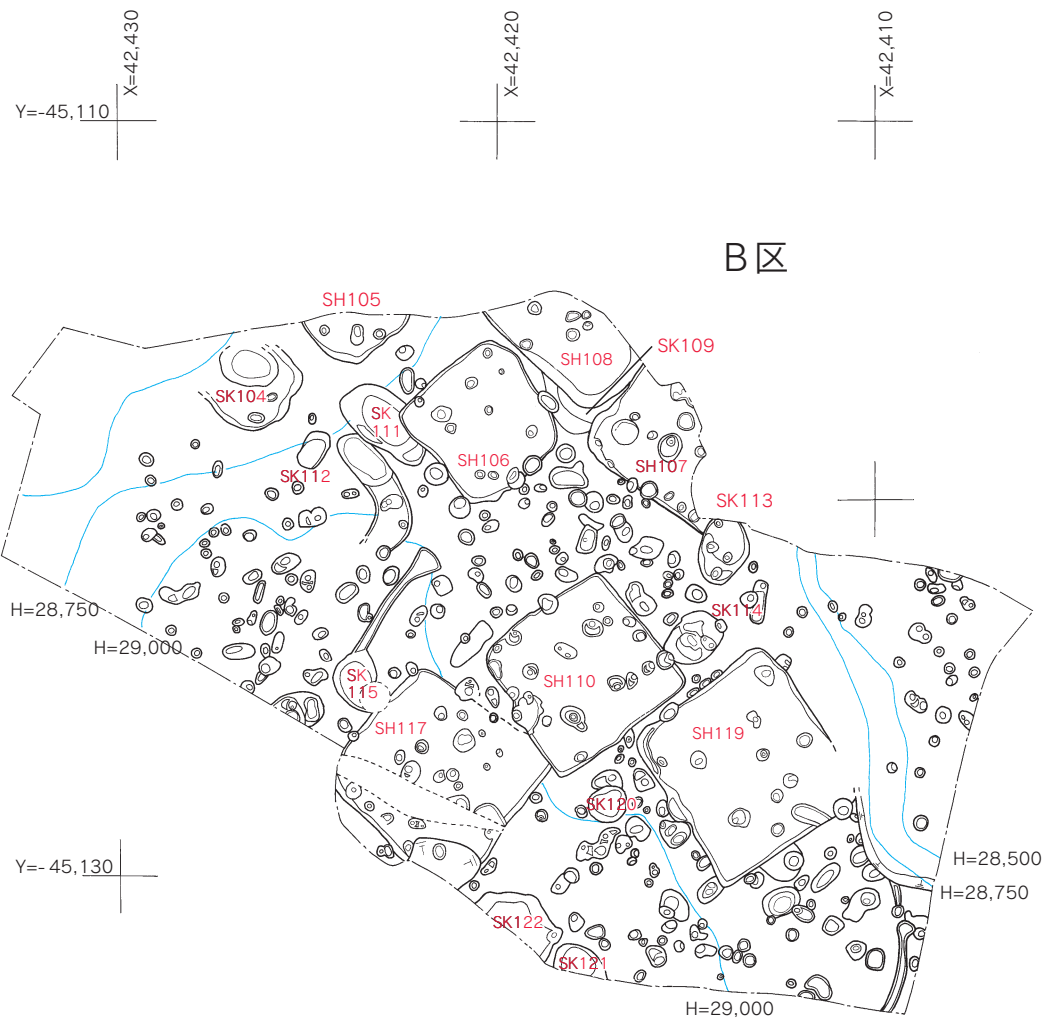 X=42,430
X=42,420
X=42,410
Y=-45,110
B区
SH105
SK109
SH108
SK104
SK
111
SH106
SH107
SK112
SK113
H=28,750
SK114
H=29,000
SK
115
SH110
SH117
SH119
SK120
H=28,500
Y=-45,130
H=28,750
SK122
SK121
H=29,000